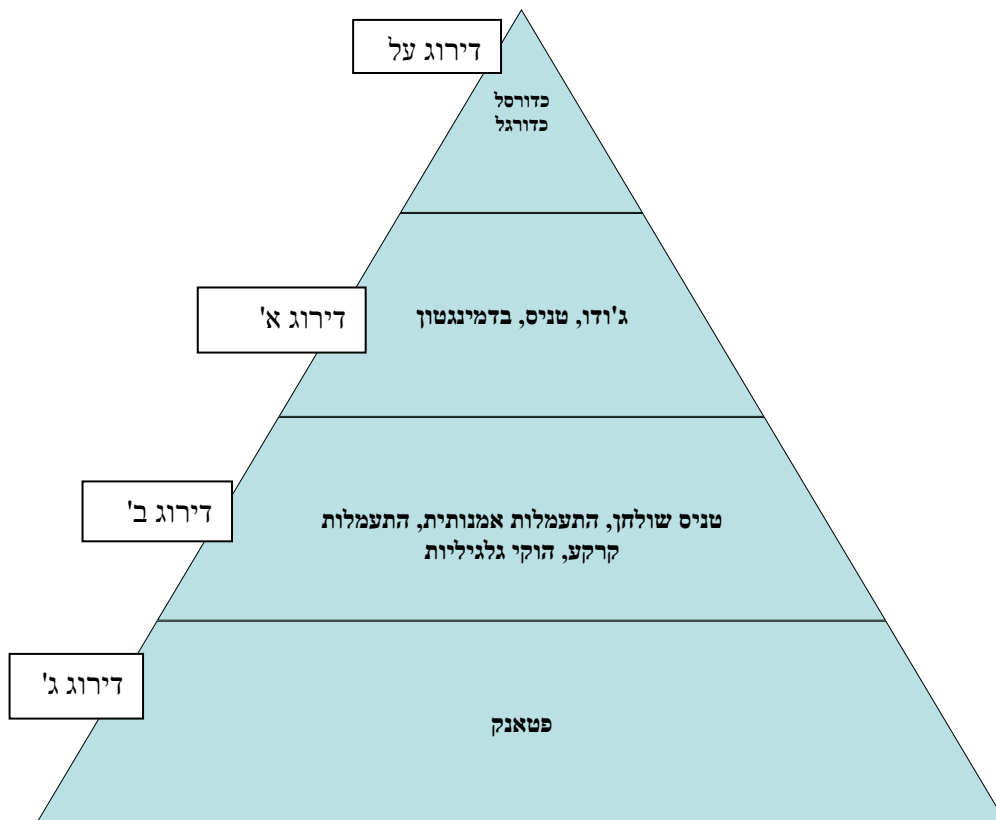 דירוג על
כדורסל
כדורגל
דירוג א'
ג'ודו, טניס, בדמינגטון
דירוג ב'
טניס שולחן, התעמלות אמנותית, התעמלות
קרקע, הוקי גלגיליות
דירוג ג'
פטאנק